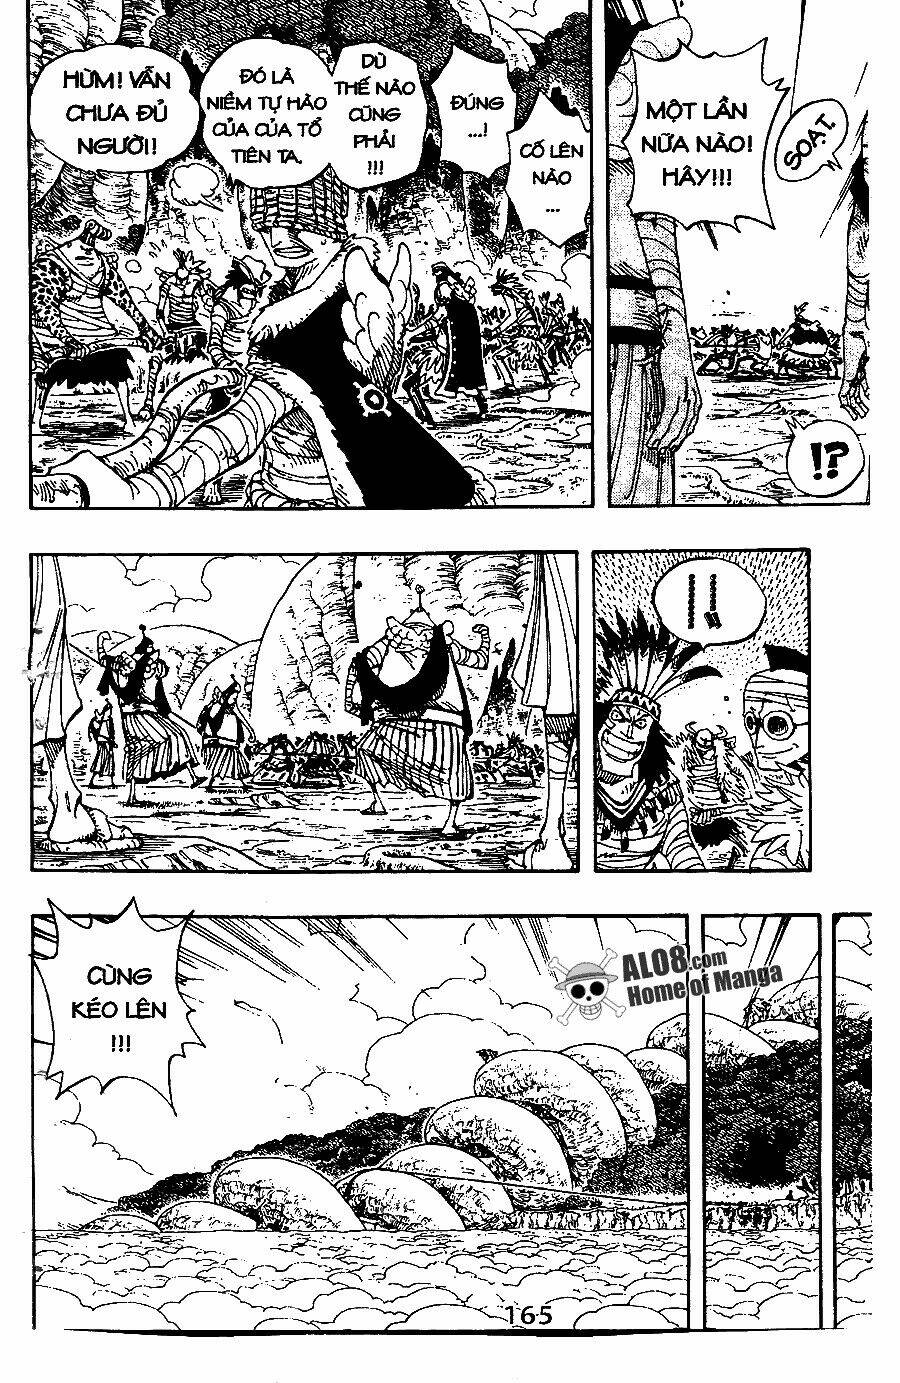 MỘT LẦN
NỮA NÀO!
HÂY!!!
SOẠT
!?
CỐ LÊN
NÀO
...
ĐÚNG
...!
DÙ
THẾ NÀO
CŨNG
PHẢI
!!!
ĐÓ LÀ
NIỀM TỰ HÀO
CỦA CỦA TỔ
TIÊN TA.
HỪM! VẪN
CHƯA ĐỦ
NGƯỜI!
CÙNG
KÉO LÊN
!!!
ALO8.com
Home of Manga
165